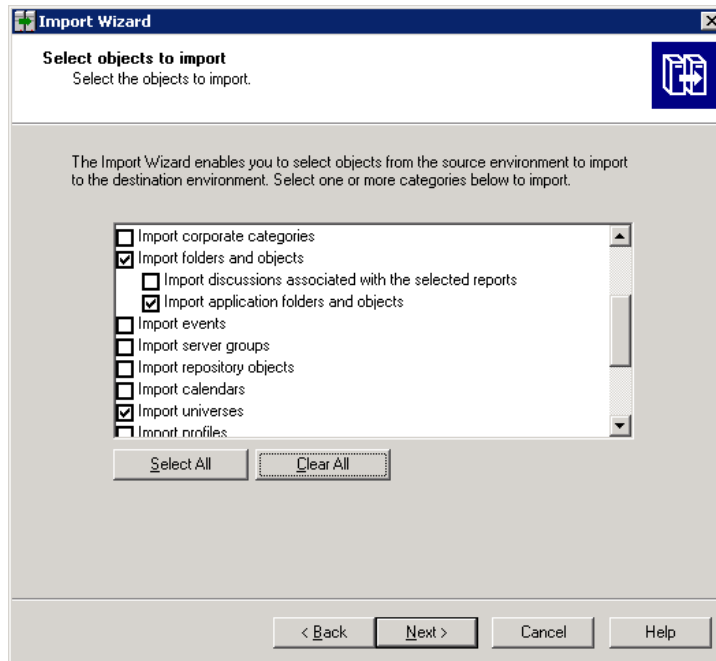 Import Wizard
Select objects to import
Select the objects to import.
The Import Wizard enables you to select objects from the source environment to import
to the destination environment. Select one or more categories below to import.
Import corporate categories
Import folders and objects
Import discussions associated with the selected reports
Import application folders and objects
Import events
Import server groups
Import repository objects
Import calendars
Import universes
Import profiles
Select All
Clear All
< Back
Next >
Cancel
Help